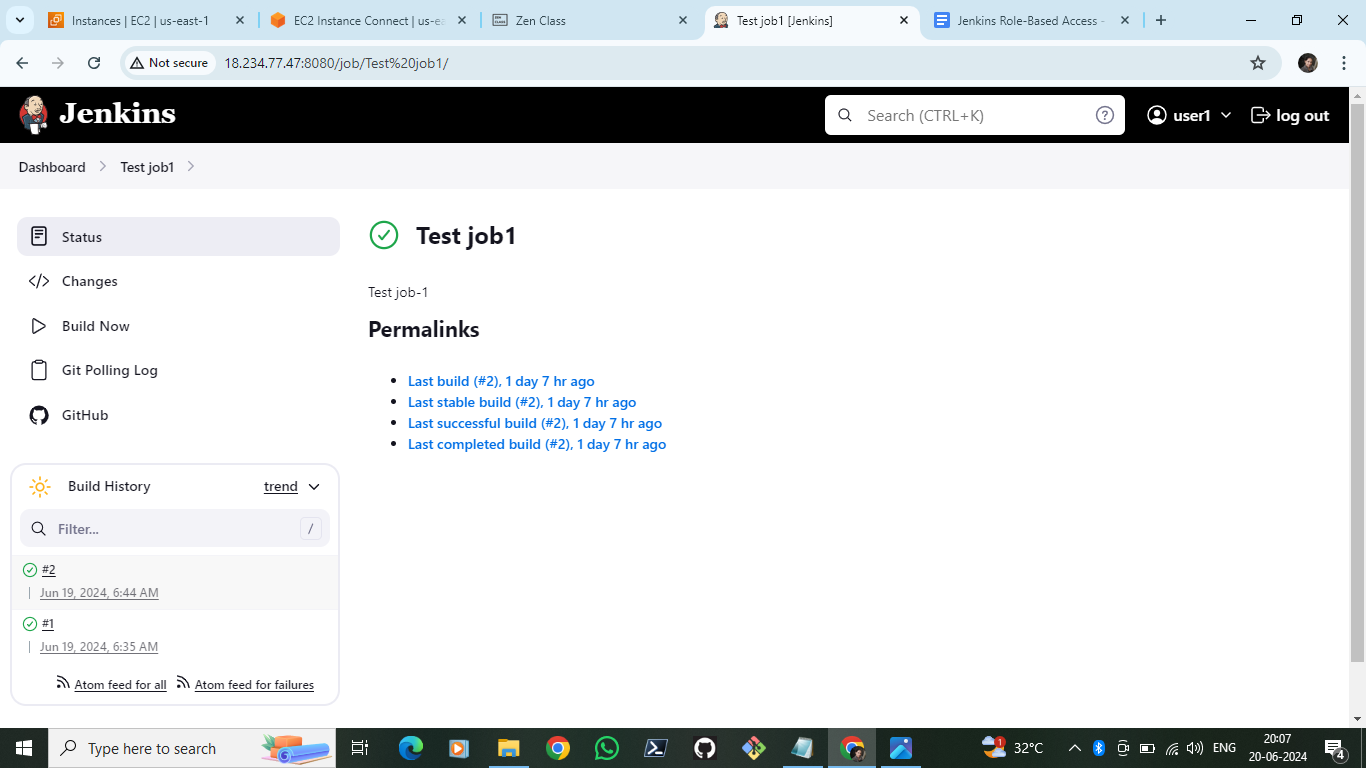 Instances | EC2 | us-east-1
EC2 Instance Connect | us-ea
Zen Class
Test job1 [Jenkins]
Jenkins Role-Based Access -
Not secure
18.234.77.47:8080/job/Test%20job1/
Jenkins
Search (CTRL+K)
?
user1
log out
Dashboard
Test job1
Status
Test job1
Changes
Test job-1
Build Now
Permalinks
Git Polling Log
Last build (#2), 1 day 7 hr ago
Last stable build (#2), 1 day 7 hr ago
GitHub
Last successful build (#2), 1 day 7 hr ago
Last completed build (#2), 1 day 7 hr ago
Build History
trend
Filter...
/
#2
Jun 19, 2024, 6:44 AM
#1
Jun 19, 2024, 6:35 AM
Atom feed for all
Atom feed for failures
Type here to search
1
32°C
ENG
20:07
20-06-2024
4